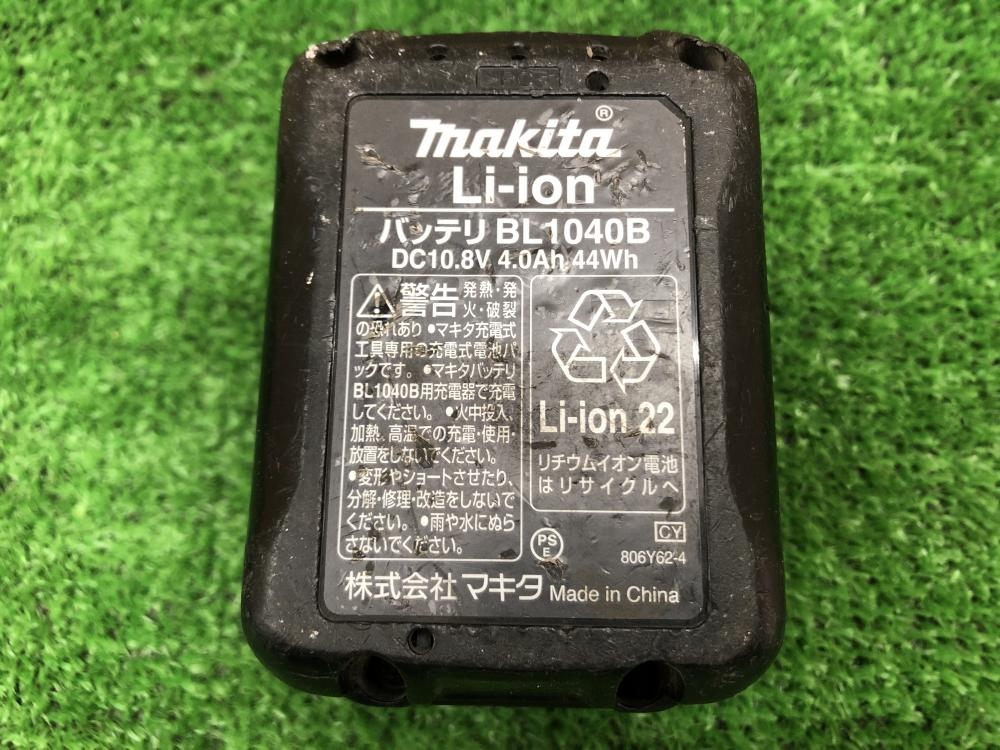 makita®
Li-ion
バッテリ BL1040B
DC10.8V 4.0Ah 44Wh
警告 発熱・発
火・破裂
の恐れあり ●マキタ充電式
工具専用の充電式電池パ
ックです。 ●マキタバッテリ
BL1040B用充電器で充電
してください。 ●火中投入、
加熱、高温での充電・使用・
放置をしないでください。
●変形やショートさせたり、
分解・修理・改造をしないで
ください。 ●雨や水にぬら
さないでください。
Li-ion 22
リチウムイオン電池
はリサイクルへ
PS
E
CY
806Y62-4
株式会社 マキタ Made in China